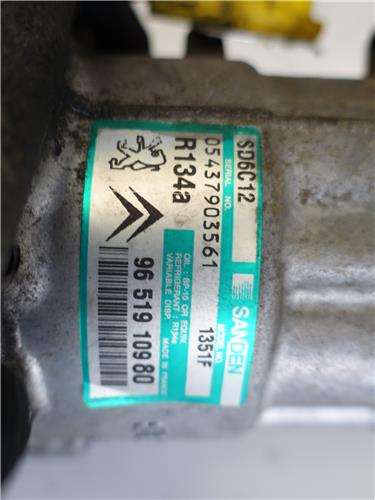 SANDEN
SD6C12
MODEL NO.
1351F
SERIAL NO.
05437903561
OIL : SP-10 OR EQUIV.
REFRIGERANT : R134a
VARIABLE DISP.
MADE IN FRANCE
R134a
96 519 109 80